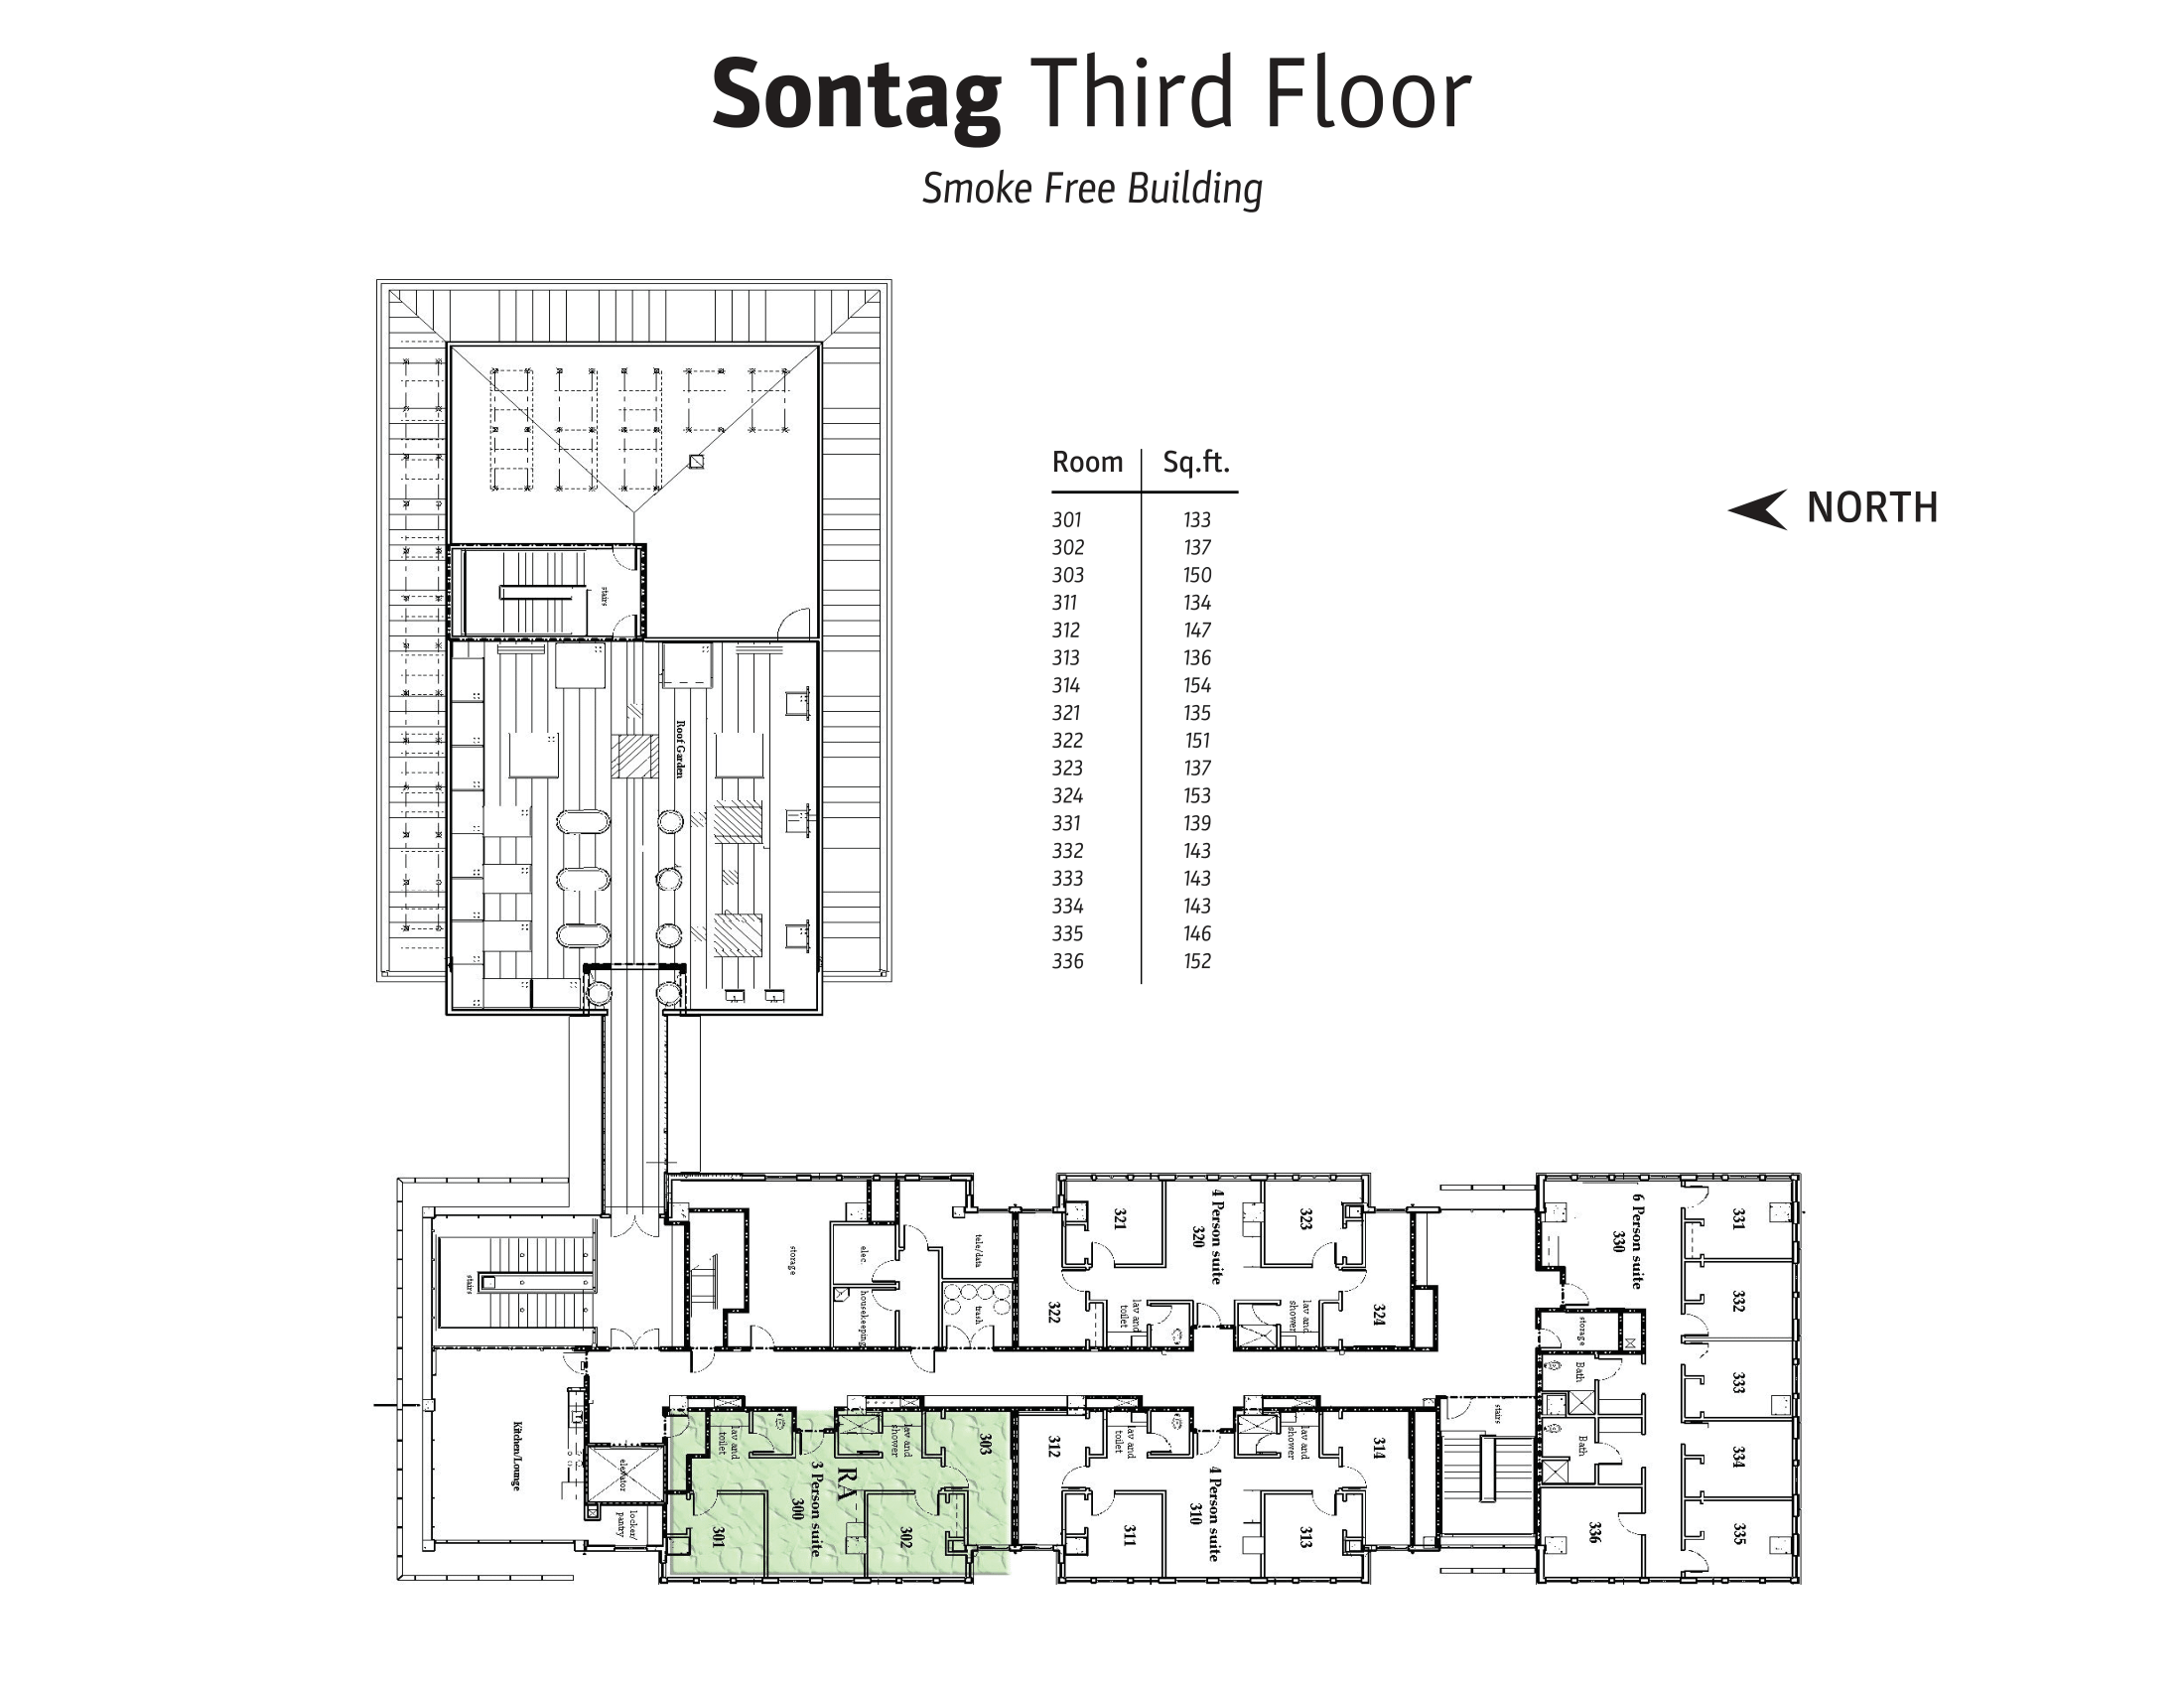 Sontag Third Floor
Smoke Free Building
Room Sq.ft.
301 133
302 137
303 150
311 134
312 147
313 136
314 154
321 135
322 151
323 137
324 153
331 139
332 143
333 143
334 143
335 146
336 152
NORTH
stairs
Roof Garden
stairs
storage
elec.
housekeeping
tele/data
trash
321
4 Person suite
320
323
322
lav and
toilet
lav and
shower
324
6 Person suite
330
331
332
storage
333
Bath
334
Bath
335
336
stairs
Kitchen/Lounge
elevator
locker/
pantry
lav and
toilet
lav and
shower
303
RA
3 Person suite
300
301
302
312
lav and
toilet
lav and
shower
314
4 Person suite
310
311
313